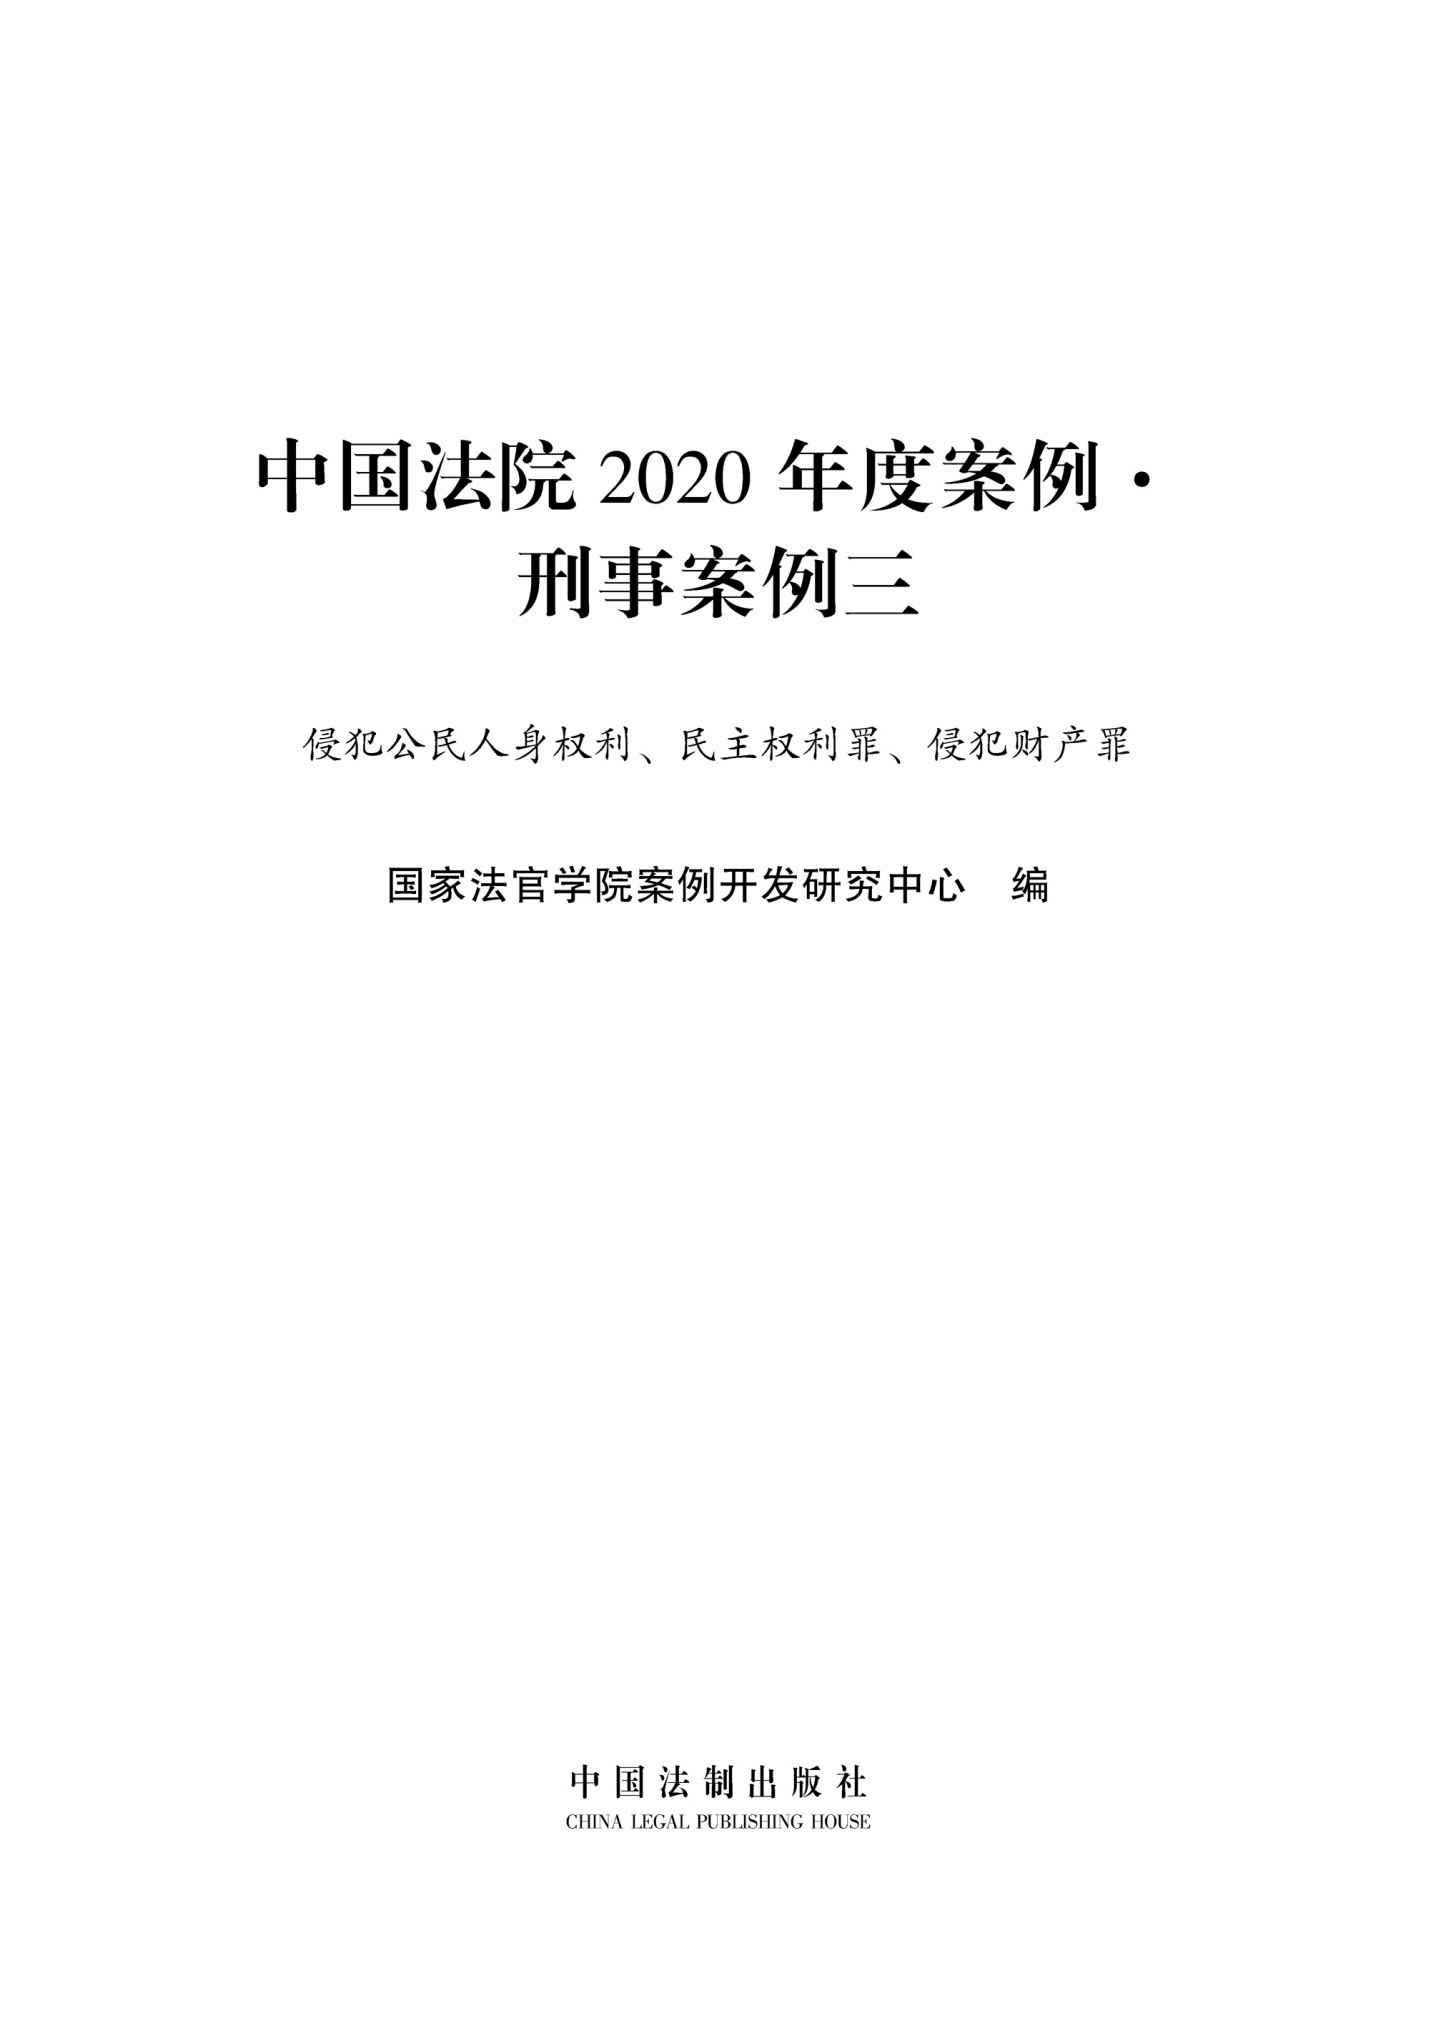 中国法院 2020 年度案例·
刑事案例三
侵犯公民人身权利、民主权利罪、侵犯财产罪
国家法官学院案例开发研究中心　编
中国法制出版社
CHINA LEGAL PUBLISHING HOUSE